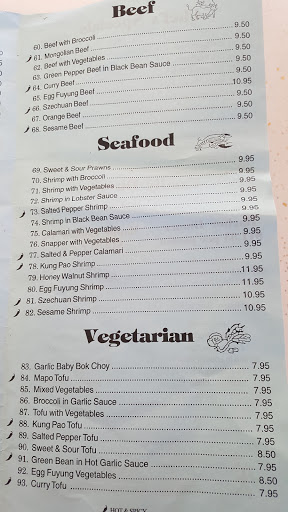 Beef
60. Beef with Broccoli 9.50
61. Mongolian Beef 9.50
62. Beef with Vegetables 9.50
63. Green Pepper Beef in Black Bean Sauce 9.50
64. Curry Beef 10.95
65. Egg Fuyung Beef 9.50
66. Szechuan Beef 9.50
67. Orange Beef 9.50
68. Sesame Beef 9.50
Seafood
69. Sweet & Sour Prawns 9.95
70. Shrimp with Broccoli 9.95
71. Shrimp with Vegetables 9.95
72. Shrimp in Lobster Sauce 9.95
73. Salted Pepper Shrimp 9.95
74. Shrimp in Black Bean Sauce 9.95
75. Calamari with Vegetables 9.95
76. Snapper with Vegetables 9.95
77. Salted & Pepper Calamari 9.95
78. Kung Pao Shrimp 9.95
79. Honey Walnut Shrimp 11.95
80. Egg Fuyung Shrimp 11.95
81. Szechuan Shrimp 10.95
82. Sesame Shrimp 10.95
Vegetarian
83. Garlic Baby Bok Choy 7.95
84. Mapo Tofu 7.95
85. Mixed Vegetables 7.95
86. Broccoli in Garlic Sauce 7.95
87. Tofu with Vegetables 7.95
88. Kung Pao Tofu 7.95
89. Salted Pepper Tofu 7.95
90. Sweet & Sour Tofu 8.50
91. Green Bean in Hot Garlic Sauce 7.95
92. Egg Fuyung Vegetables 8.50
93. Curry Tofu 7.95
HOT & SPICY